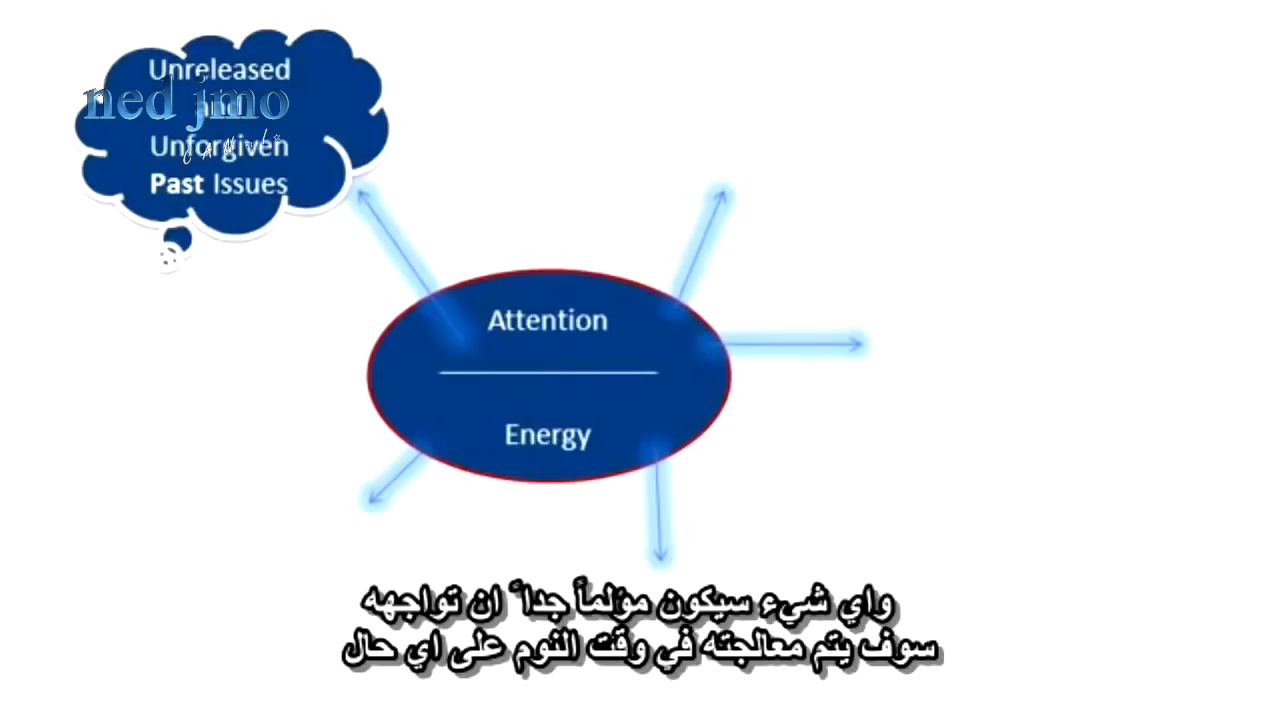 Unreleased
and
Unforgiven
Past Issues
ned jmo
Attention
Energy
واي شيء سيكون مؤلماً جداً ان تواجهه
سوف يتم معالجته في وقت النوم على اي حال